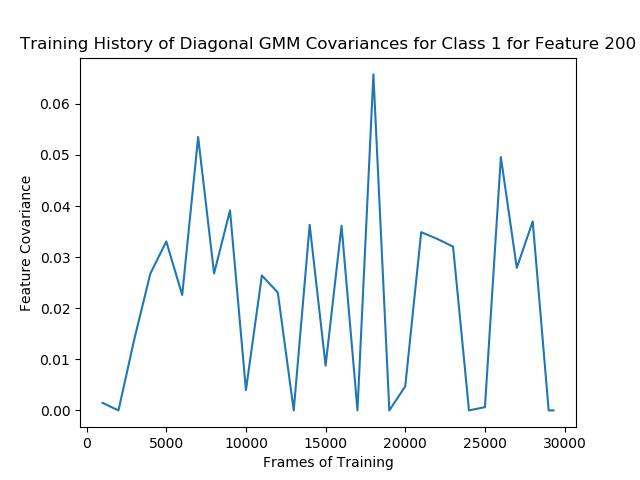 Training History of Diagonal GMM Covariances for Class 1 for Feature 200
0.06
0.05
0.04
0.03
0.02
0.01
0.00
Feature Covariance
0 5000 10000 15000 20000 25000 30000
Frames of Training